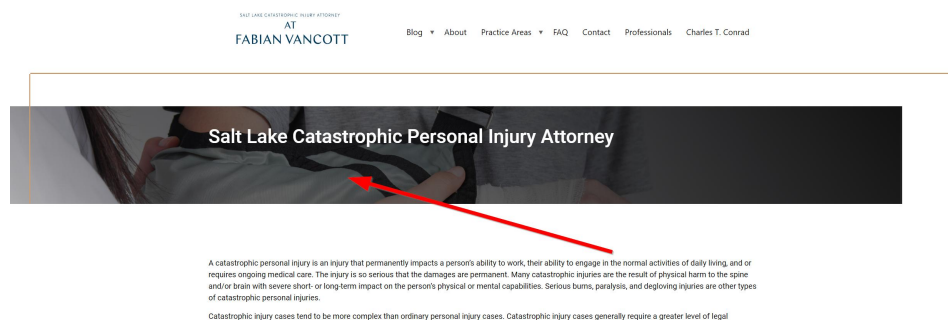 SALT LAKE CATASTROPHIC INJURY ATTORNEY
AT
FABIAN VANCOTT
Blog ▼ About Practice Areas ▼ FAQ Contact Professionals Charles T. Conrad
Salt Lake Catastrophic Personal Injury Attorney
A catastrophic personal injury is an injury that permanently impacts a person's ability to work, their ability to engage in the normal activities of daily living, and or
requires ongoing medical care. The injury is so serious that the damages are permanent. Many catastrophic injuries are the result of physical harm to the spine
and/or brain with severe short- or long-term impact on the person's physical or mental capabilities. Serious burns, paralysis, and degloving injuries are other types
of catastrophic personal injuries.
Catastrophic injury cases tend to be more complex than ordinary personal injury cases. Catastrophic injury cases generally require a greater level of legal